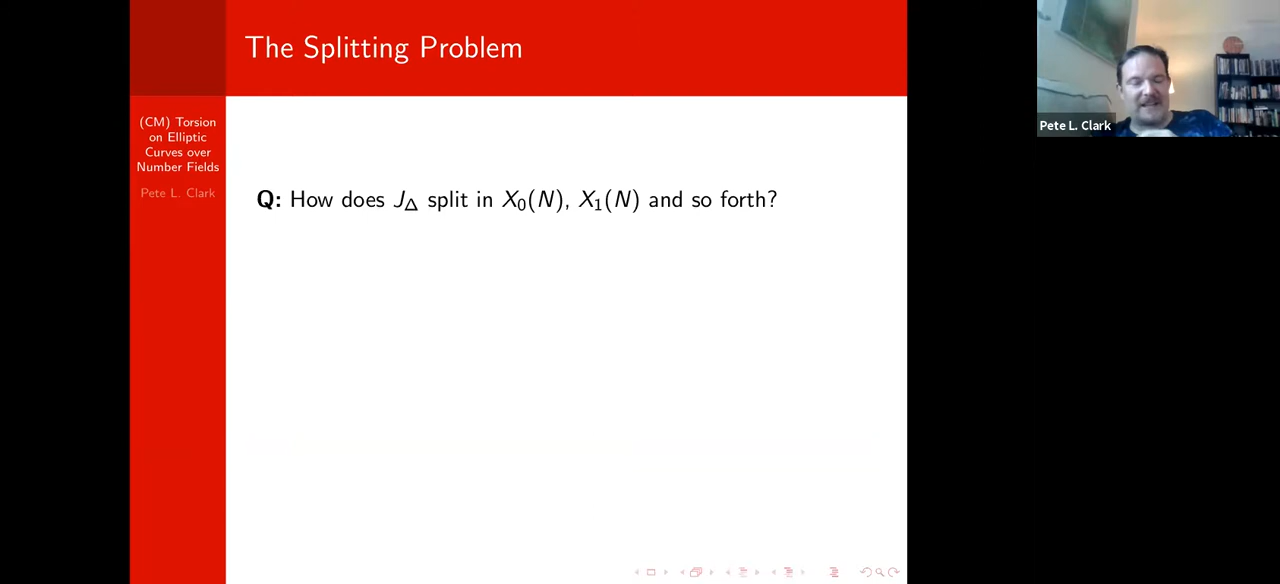 The Splitting Problem
(CM) Torsion
on Elliptic
Curves over
Number Fields
Pete L. Clark
Q: How does J_Δ split in X_0(N), X_1(N) and so forth?
Pete L. Clark